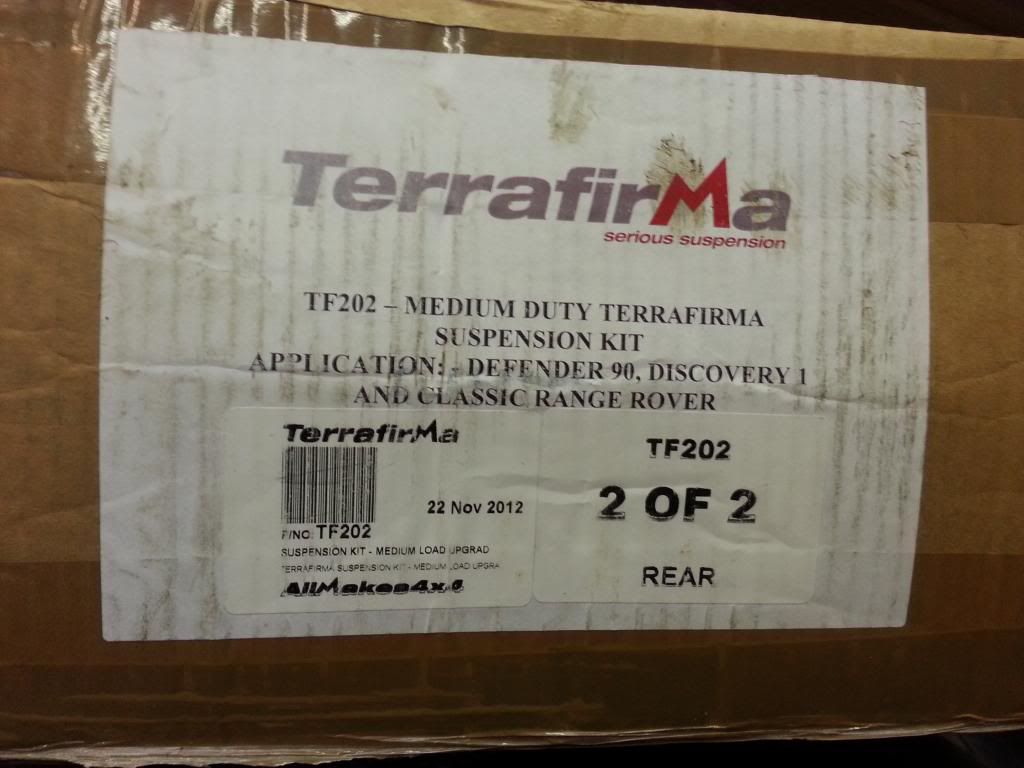 TerrafirMa
serious suspension
TF202 – MEDIUM DUTY TERRAFIRMA
SUSPENSION KIT
APPLICATION: - DEFENDER 90, DISCOVERY 1
AND CLASSIC RANGE ROVER
TerrafirMa
22 Nov 2012
P/NO: TF202
SUSPENSION KIT - MEDIUM LOAD UPGRAD
TERRAFIRMA SUSPENSION KIT - MEDIUM LOAD UPGRA
AllMakes4x4
TF202
2 OF 2
REAR